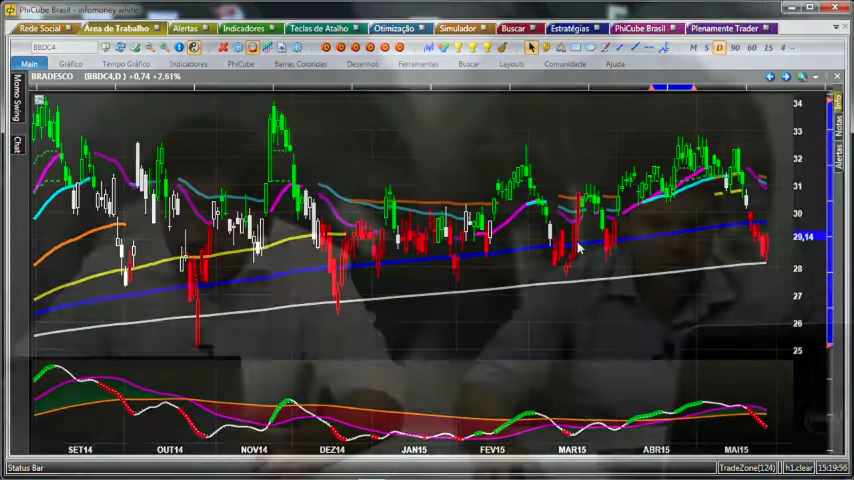 PhiCube Brasil - infomoney white
Rede Social Área de Trabalho Alertas Indicadores Teclas de Atalho Otimização Simulador Buscar Estratégias PhiCube Brasil Plenamente Trader
BBDC4 M S D 90 60 15 4
Main Gráfico Tempo Gráfico Indicadores PhiCube Barras Coloridas Desenhos Ferramentas Buscar Layouts Comunidade Ajuda
BRADESCO (BBDC4,D) +0,74 +2,61%
Momo Swing
Chat
Info
Notas
Alertas
34
33
32
31
30
29,14
28
27
26
25
SET14 OUT14 NOV14 DEZ14 JAN15 FEV15 MAR15 ABR15 MAI15
Status Bar TradeZone(124) h1.clear 15:19:56